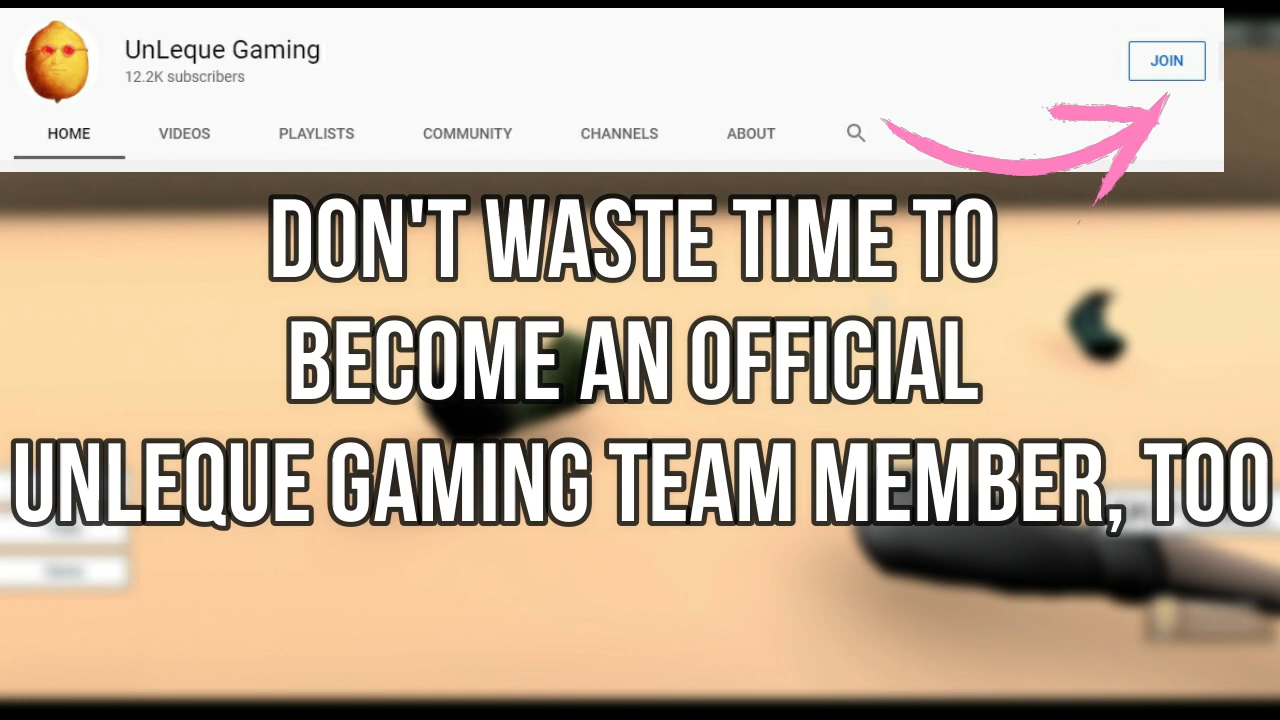 UnLeque Gaming
12.2K subscribers
JOIN
HOME VIDEOS PLAYLISTS COMMUNITY CHANNELS ABOUT
DON'T WASTE TIME TO
BECOME AN OFFICIAL
UNLEQUE GAMING TEAM MEMBER, TOO